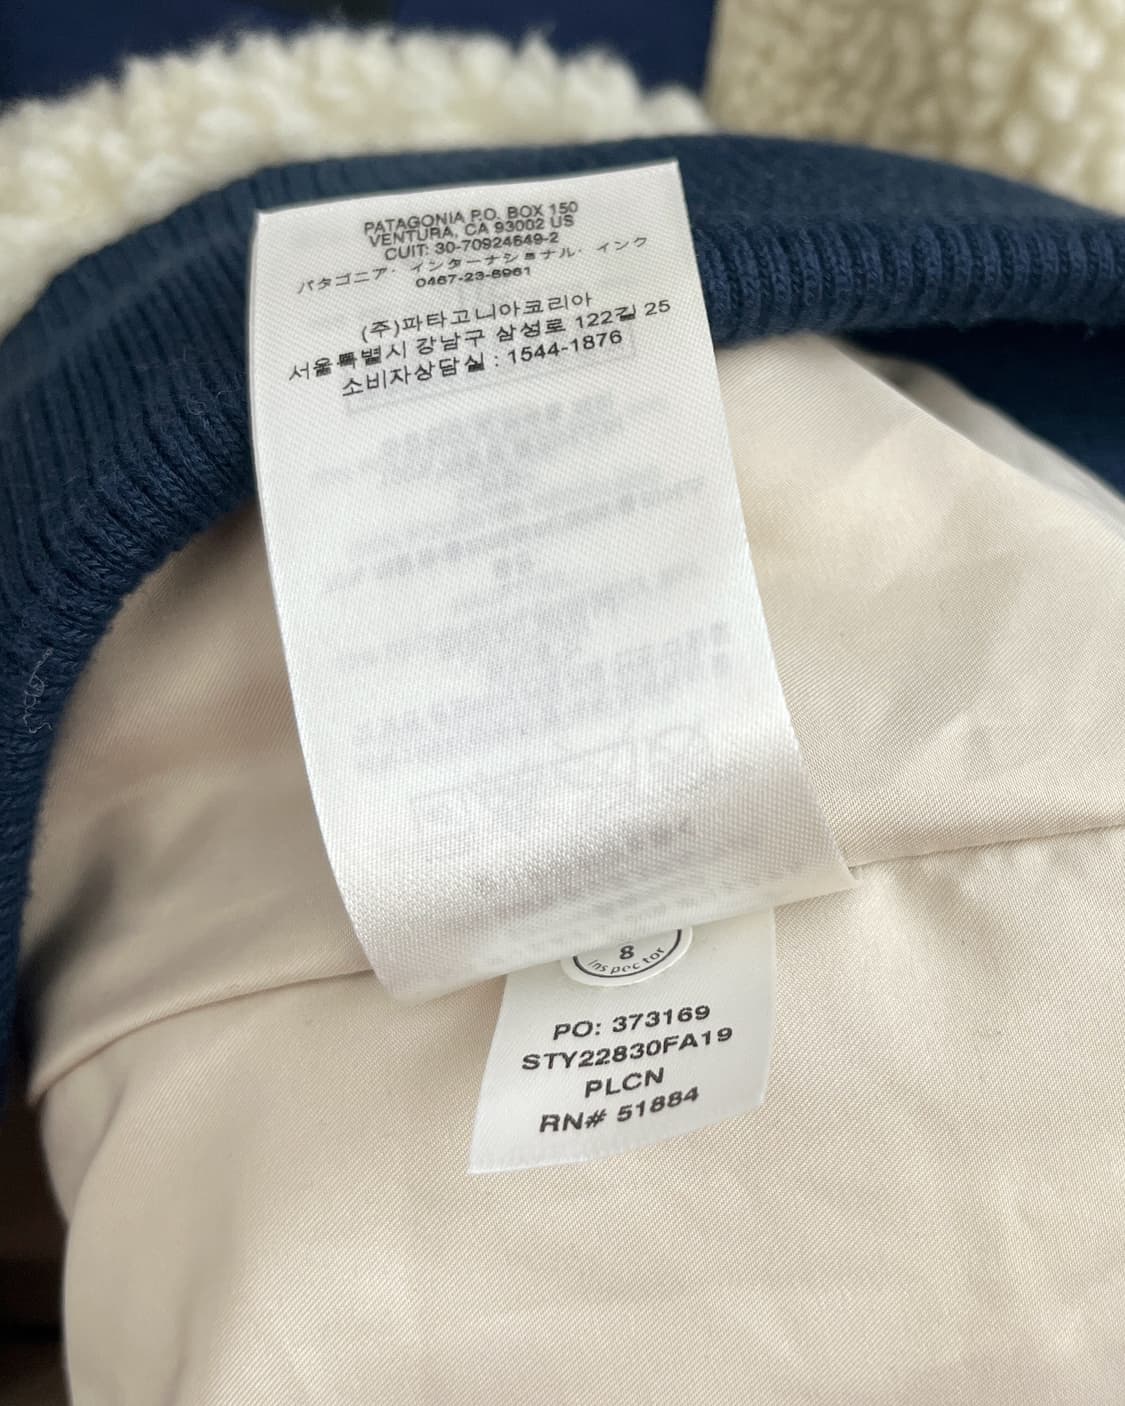 PATAGONIA P.O. BOX 150
VENTURA, CA 93002 US
CUIT: 30-70924649-2
パタゴニア・インターナショナル・インク
0467-23-8961
(주)파타고니아코리아
서울특별시 강남구 삼성로 122길 25
소비자상담실 : 1544-1876
8
inspector
PO: 373169
STY22830FA19
PLCN
RN# 51884